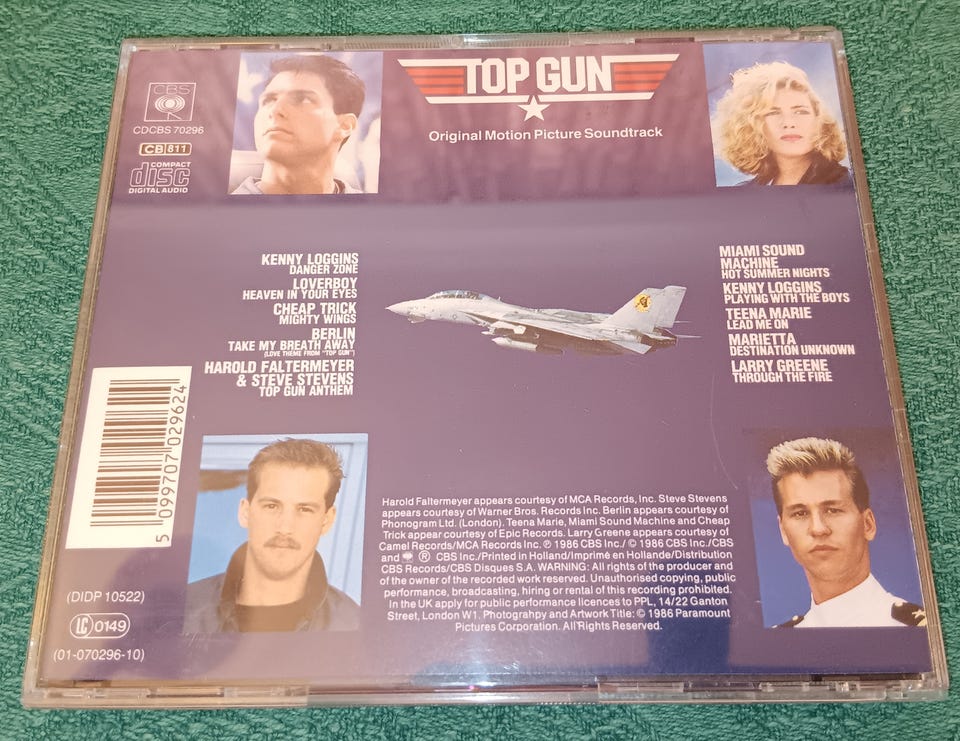 CBS
CDCBS 70296
CB 811
COMPACT
disc
DIGITAL AUDIO
TOP GUN
Original Motion Picture Soundtrack
KENNY LOGGINS
DANGER ZONE
LOVERBOY
HEAVEN IN YOUR EYES
CHEAP TRICK
MIGHTY WINGS
BERLIN
TAKE MY BREATH AWAY
(LOVE THEME FROM "TOP GUN")
HAROLD FALTERMEYER
& STEVE STEVENS
TOP GUN ANTHEM
MIAMI SOUND
MACHINE
HOT SUMMER NIGHTS
KENNY LOGGINS
PLAYING WITH THE BOYS
TEENA MARIE
LEAD ME ON
MARIETTA
DESTINATION UNKNOWN
LARRY GREENE
THROUGH THE FIRE
5 099707 029624
(DIDP 10522)
LC 0149
(01-070296-10)
Harold Faltermeyer appears courtesy of MCA Records, Inc. Steve Stevens
appears courtesy of Warner Bros. Records Inc. Berlin appears courtesy of
Phonogram Ltd. (London). Teena Marie, Miami Sound Machine and Cheap
Trick appear courtesy of Epic Records. Larry Greene appears courtesy of
Camel Records/MCA Records Inc. ℗ 1986 CBS Inc./ © 1986 CBS Inc./CBS
and ® CBS Inc./Printed in Holland/Imprimé en Hollande/Distribution
CBS Records/CBS Disques S.A. WARNING: All rights of the producer and
of the owner of the recorded work reserved. Unauthorised copying, public
performance, broadcasting, hiring or rental of this recording prohibited.
In the UK apply for public performance licences to PPL, 14/22 Ganton
Street, London W1. Photograhpy and Artwork Title: © 1986 Paramount
Pictures Corporation. All Rights Reserved.